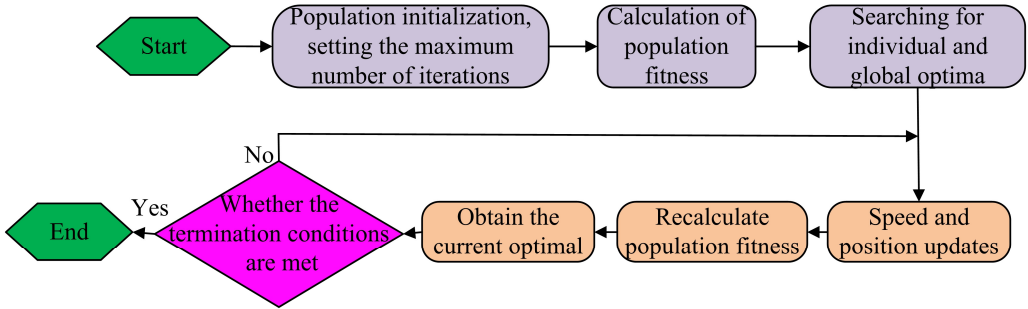 Start
Population initialization,
setting the maximum
number of iterations
Calculation of
population
fitness
Searching for
individual and
global optima
No
Yes
End
Whether the
termination conditions
are met
Obtain the
current optimal
Recalculate
population fitness
Speed and
position updates